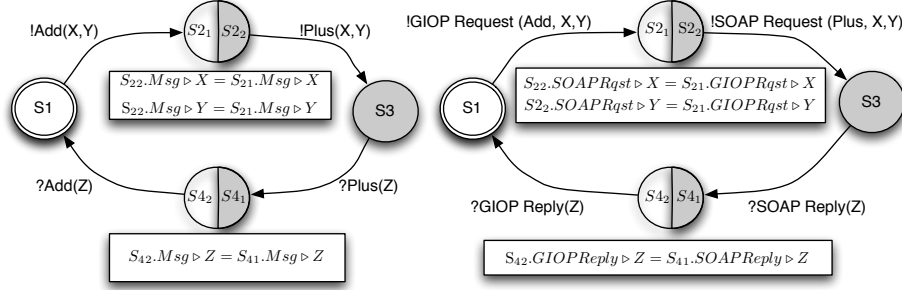 !Add(X,Y)
S2₁ S2₂
!Plus(X,Y)
S₂₂.Msg ▹ X = S₂₁.Msg ▹ X
S₂₂.Msg ▹ Y = S₂₁.Msg ▹ Y
S1
S3
?Add(Z)
S4₂ S4₁
?Plus(Z)
S₄₂.Msg ▹ Z = S₄₁.Msg ▹ Z
!GIOP Request (Add, X,Y)
S2₁ S2₂
!SOAP Request (Plus, X,Y)
S₂₂.SOAPRqst ▹ X = S₂₁.GIOPRqst ▹ X
S2₂.SOAPRqst ▹ Y = S₂₁.GIOPRqst ▹ Y
S1
S3
?GIOP Reply(Z)
S4₂ S4₁
?SOAP Reply(Z)
S₄₂.GIOPReply ▹ Z = S₄₁.SOAPReply ▹ Z